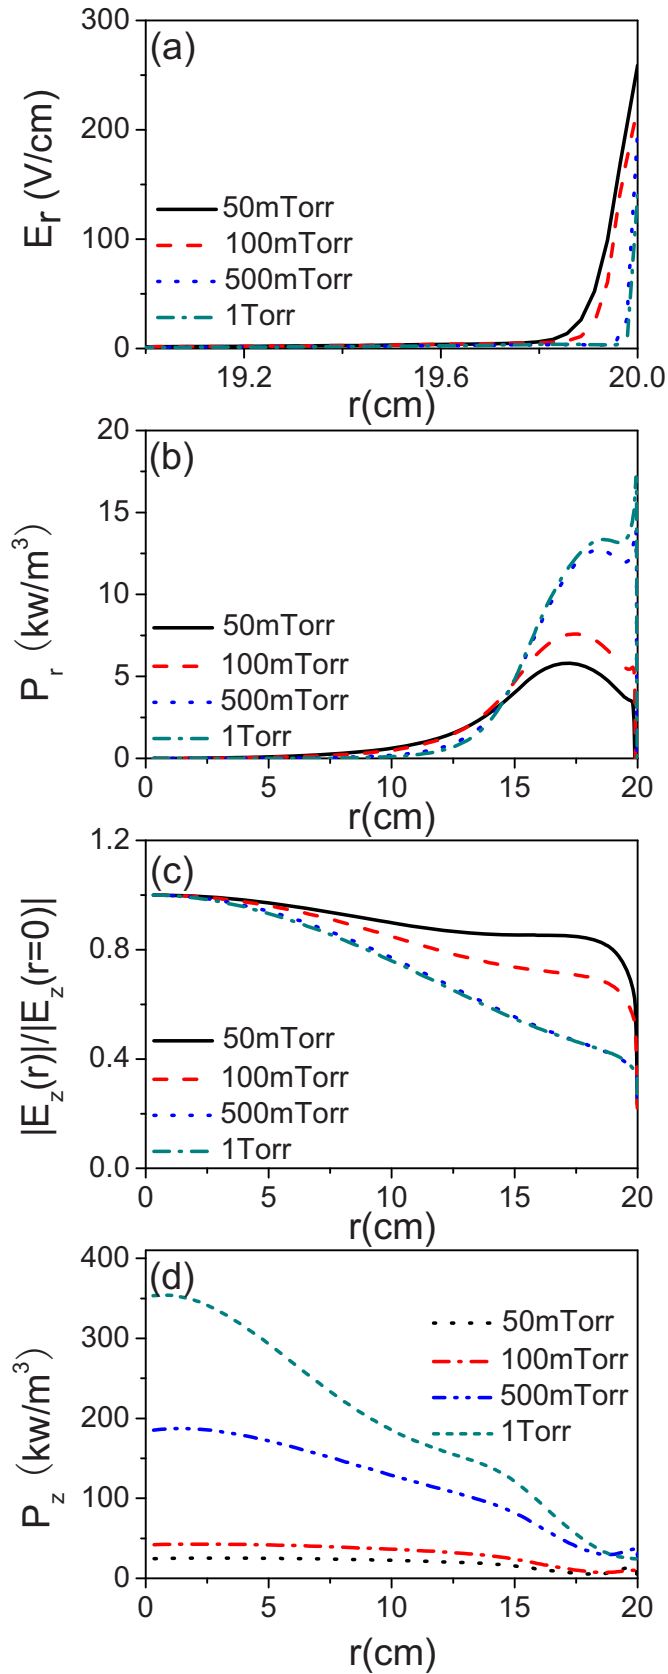 (a)
E_r (V/cm)
300
200
100
0
50mTorr
100mTorr
500mTorr
1Torr
19.2
19.6
20.0
r(cm)
(b)
P_r (kw/m^3)
20
15
10
5
0
50mTorr
100mTorr
500mTorr
1Torr
0
5
10
15
20
r(cm)
(c)
|E_z(r)|/|E_z(r=0)|
1.2
0.8
0.4
0.0
50mTorr
100mTorr
500mTorr
1Torr
0
5
10
15
20
r(cm)
(d)
P_z (kw/m^3)
400
300
200
100
0
50mTorr
100mTorr
500mTorr
1Torr
0
5
10
15
20
r(cm)